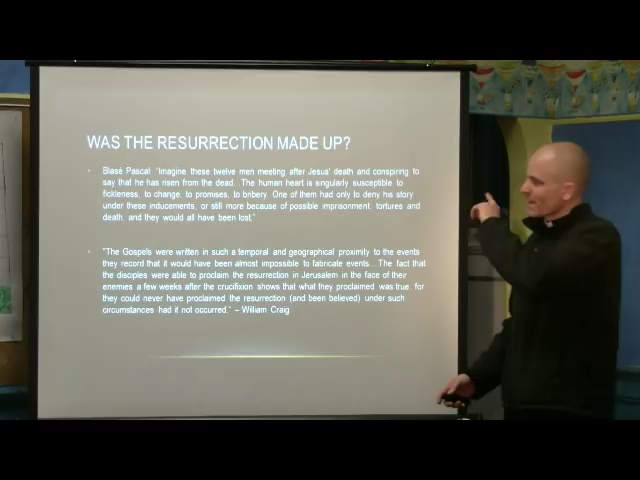 WAS THE RESURRECTION MADE UP?
Blasé Pascal: "Imagine these twelve men meeting after Jesus' death and conspiring to
say that he has risen from the dead...The human heart is singularly susceptible to
fickleness, to change, to promises, to bribery. One of them had only to deny his story
under these inducements, or still more because of possible imprisonment, tortures and
death, and they would all have been lost."
"The Gospels were written in such a temporal and geographical proximity to the events
they record that it would have been almost impossible to fabricate events...The fact that
the disciples were able to proclaim the resurrection in Jerusalem in the face of their
enemies a few weeks after the crucifixion shows that what they proclaimed was true, for
they could never have proclaimed the resurrection (and been believed) under such
circumstances had it not occurred." – William Craig